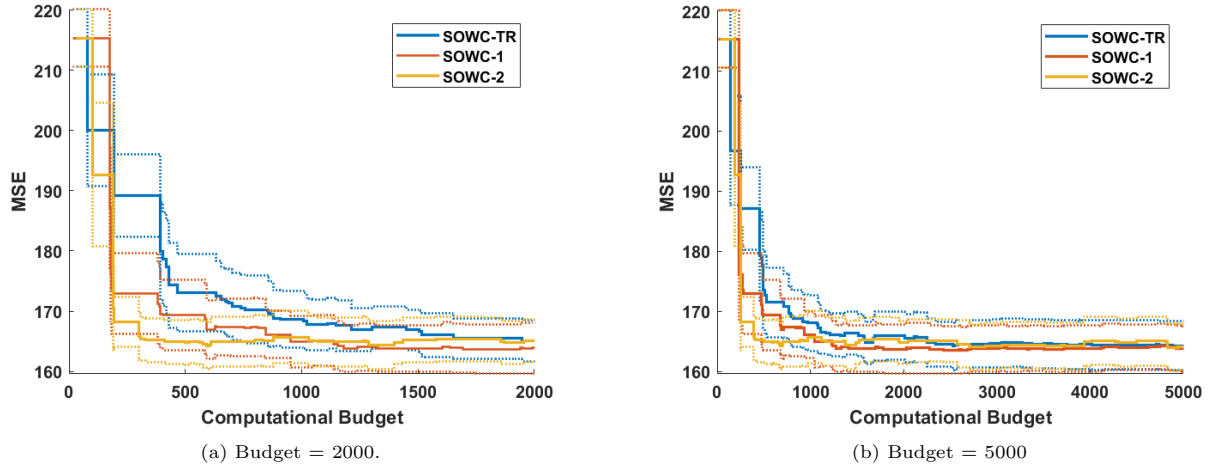 220
210
200
190
180
170
160
MSE
0
500
1000
1500
2000
Computational Budget
SOWC-TR
SOWC-1
SOWC-2
(a) Budget = 2000.
220
210
200
190
180
170
160
MSE
0
1000
2000
3000
4000
5000
Computational Budget
SOWC-TR
SOWC-1
SOWC-2
(b) Budget = 5000